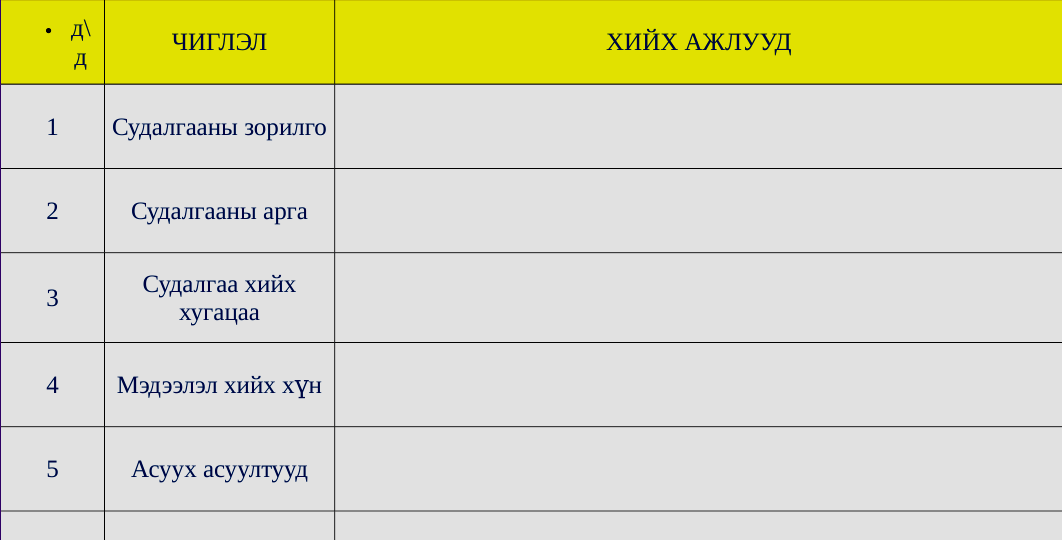 • д\
д
ЧИГЛЭЛ
ХИЙХ АЖЛУУД
1
Судалгааны зорилго
2
Судалгааны арга
3
Судалгаа хийх
хугацаа
4
Мэдээлэл хийх хүн
5
Асуух асуултууд